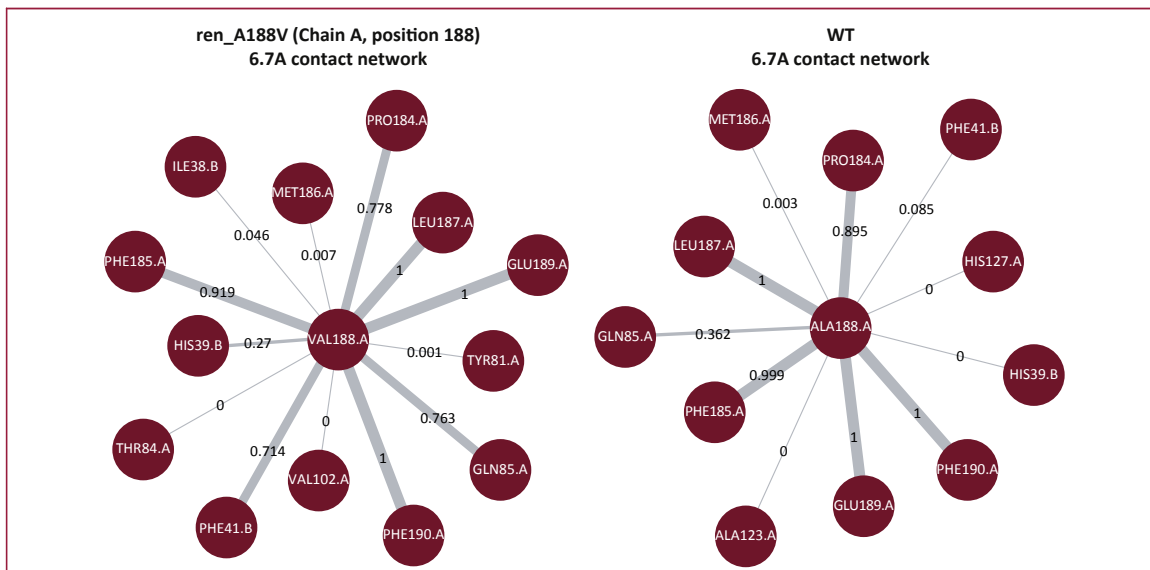 ren_A188V (Chain A, position 188)
6.7A contact network
PRO184.A
ILE38.B
MET186.A
0.778
LEU187.A
0.046
0.007
PHE185.A
GLU189.A
1
0.919
1
HIS39.B
0.27
VAL188.A
0.001
TYR81.A
0
0
0.763
THR84.A
0.714
1
GLN85.A
VAL102.A
PHE41.B
PHE190.A
WT
6.7A contact network
MET186.A
PHE41.B
PRO184.A
0.003
0.085
0.895
LEU187.A
HIS127.A
1
0
ALA188.A
GLN85.A
0.362
0
HIS39.B
0.999
PHE185.A
1
1
0
PHE190.A
GLU189.A
ALA123.A